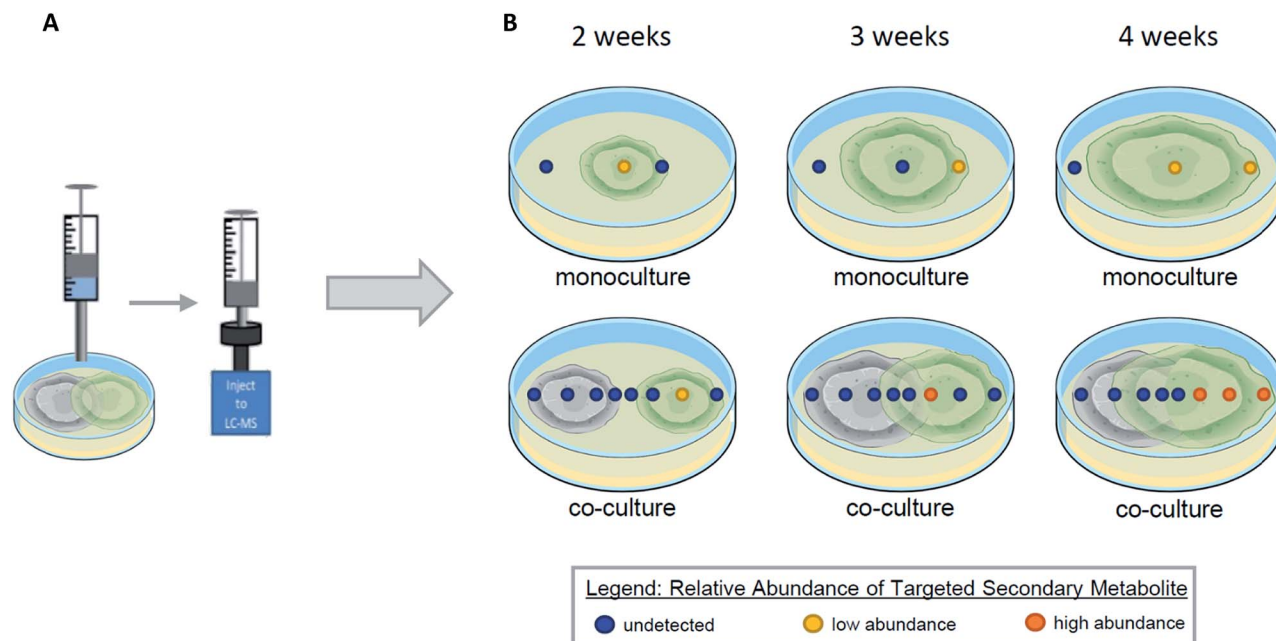 A
B
2 weeks
3 weeks
4 weeks
monoculture
monoculture
monoculture
Inject
to
LC-MS
co-culture
co-culture
co-culture
Legend: Relative Abundance of Targeted Secondary Metabolite
undetected
low abundance
high abundance